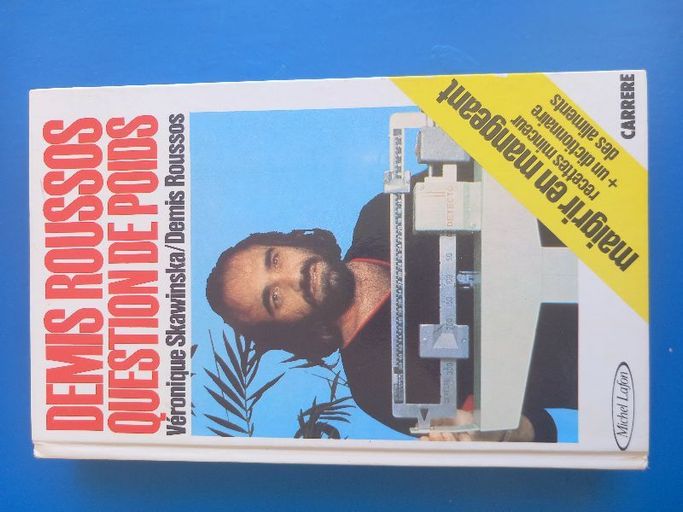 DEMIS ROUSSOS
QUESTION DE POIDS
Véronique Skawinska/Demis Roussos
maigrir en mangeant
recettes minceur
+ un dictionnaire
des aliments
DETECTO
Michel Lafon
CARRERE